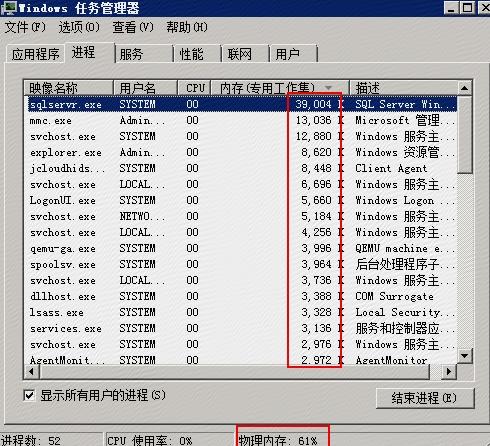 Windows 任务管理器
文件(F) 选项(O) 查看(V) 帮助(H)
应用程序 进程 服务 性能 联网 用户
映像名称 用户名 CPU 内存(专用工作集) 描述
sqlservr.exe SYSTEM 00 39,004 K SQL Server Win...
mmc.exe Admin... 00 13,036 K Microsoft 管理...
svchost.exe SYSTEM 00 12,880 K Windows 服务主...
explorer.exe Admin... 00 8,620 K Windows 资源管...
jcloudhids... SYSTEM 00 8,448 K Client Agent
svchost.exe LOCAL... 00 6,696 K Windows 服务主...
LogonUI.exe SYSTEM 00 5,660 K Windows Logon ...
svchost.exe NETWO... 00 5,184 K Windows 服务主...
svchost.exe SYSTEM 00 4,256 K Windows 服务主...
qemu-ga.exe SYSTEM 00 3,996 K QEMU machine e...
spoolsv.exe SYSTEM 00 3,964 K 后台处理程序子...
svchost.exe LOCAL... 00 3,736 K Windows 服务主...
dllhost.exe SYSTEM 00 3,388 K COM Surrogate
lsass.exe SYSTEM 00 3,328 K Local Security...
services.exe SYSTEM 00 3,136 K 服务和控制器应...
svchost.exe SYSTEM 00 2,976 K Windows 服务主...
AgentMonit... SYSTEM 00 2,972 K AgentMonitor
显示所有用户的进程(S) 结束进程(E)
进程数: 52 CPU 使用率: 0% 物理内存: 61%